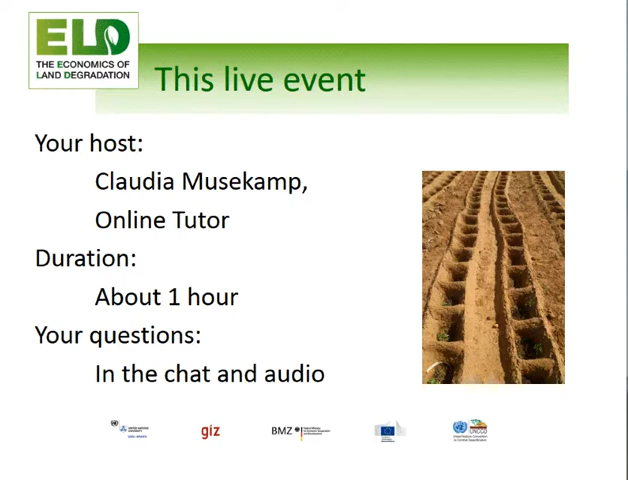 ELD
THE ECONOMICS OF
LAND DEGRADATION
This live event
Your host:
Claudia Musekamp,
Online Tutor
Duration:
About 1 hour
Your questions:
In the chat and audio
giz
BMZ
UNCCD